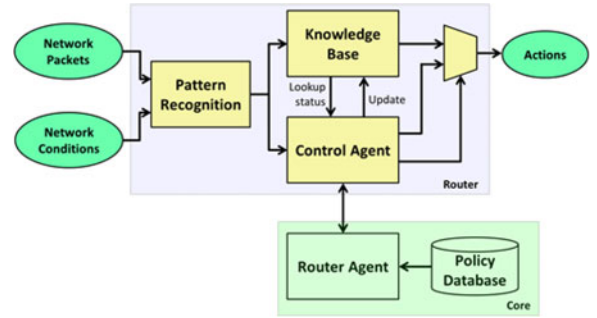 Network
Packets
Network
Conditions
Pattern
Recognition
Knowledge
Base
Lookup
status
Update
Control Agent
Router
Actions
Router Agent
Policy
Database
Core